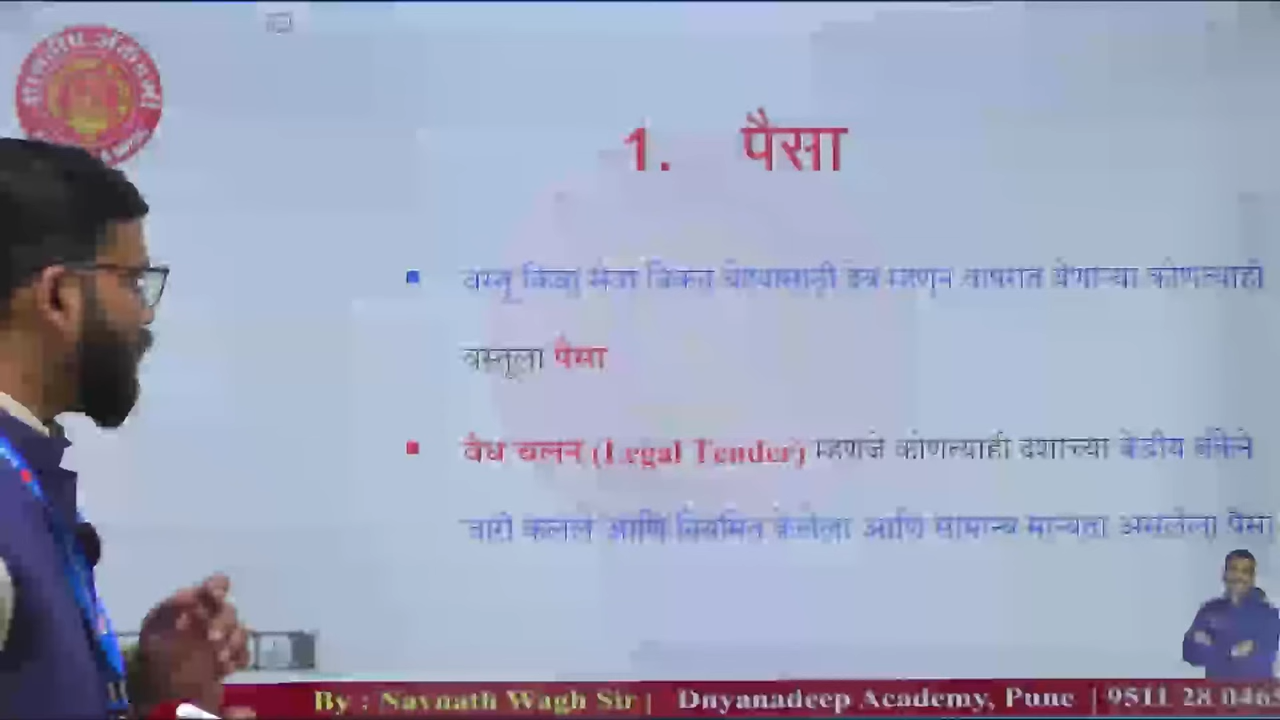 1. पैसा
वस्तू किंवा सेवा विकत घेण्यासाठी म्हणून वापरात येणाऱ्या कोणत्याही
वस्तूला पैसा
वैध चलन (Legal Tender) म्हणजे कोणत्याही देशाच्या केंद्रीय बँकेने
जारी केलेले आणि नियमित केलेला आणि सामान्य मान्यता असलेला पैसा
By : Navnath Wagh Sir | Dnyanadeep Academy, Pune | 9511 28 046